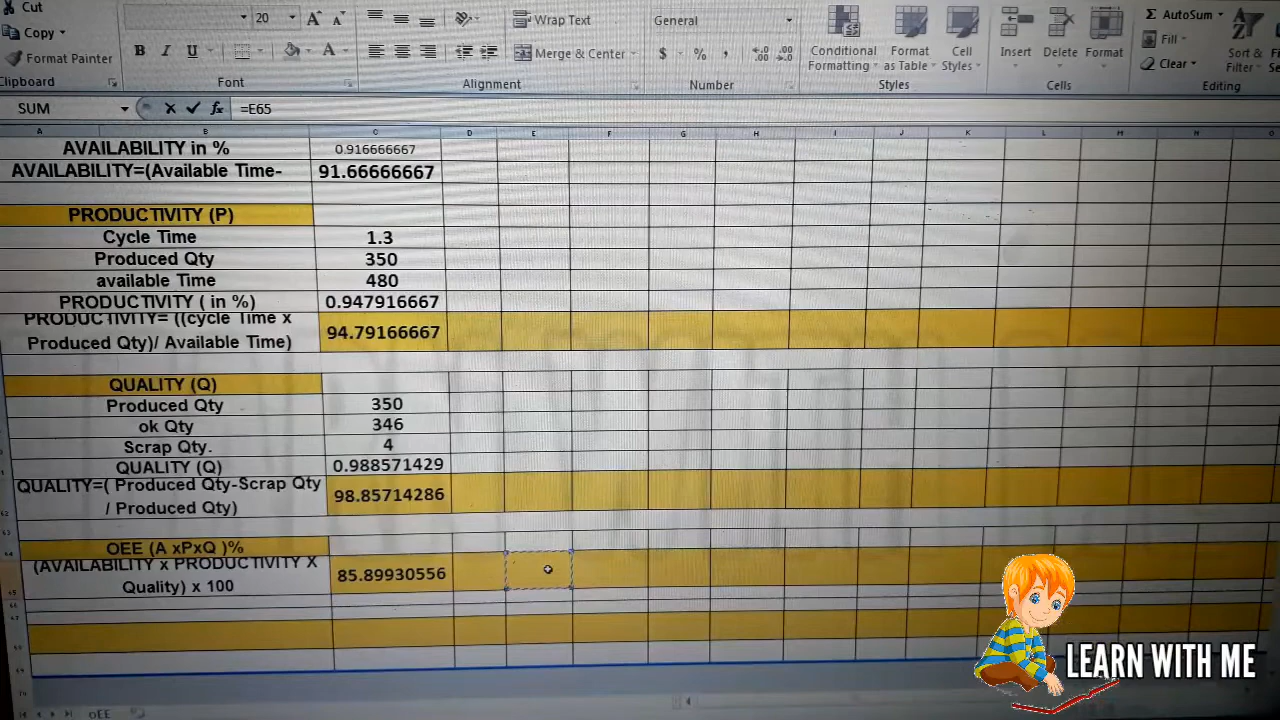 Cut
Copy
Format Painter
Clipboard
20 A A
B I U A
Font
Wrap Text
Merge & Center
Alignment
General
$ % ,
Number
Conditional Formatting
Format as Table
Cell Styles
Styles
Insert Delete Format
Cells
Σ AutoSum
Fill
Clear
Sort & Filter
Editing
SUM fx =E65
A B C D E F G H I J K L M N
AVAILABILITY in % 0.916666667
AVAILABILITY=(Available Time- 91.66666667
PRODUCTIVITY (P)
Cycle Time 1.3
Produced Qty 350
available Time 480
PRODUCTIVITY ( in %) 0.947916667
PRODUCTIVITY= ((cycle Time x
Produced Qty)/ Available Time) 94.79166667
QUALITY (Q)
Produced Qty 350
ok Qty 346
Scrap Qty. 4
QUALITY (Q) 0.988571429
QUALITY=( Produced Qty-Scrap Qty
/ Produced Qty) 98.85714286
OEE (A xPxQ )%
(AVAILABILITY x PRODUCTIVITY X
Quality) x 100 85.89930556
OEE
LEARN WITH ME